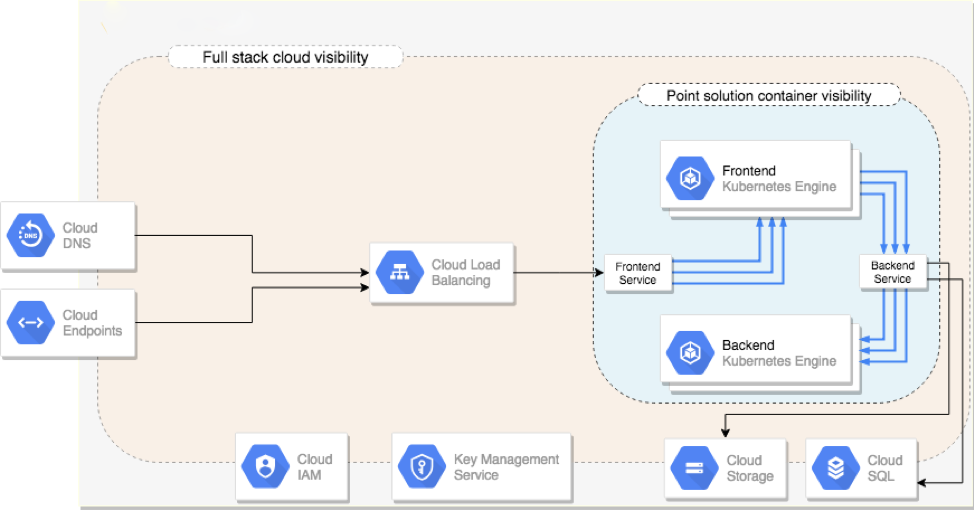 Full stack cloud visibility
Point solution container visibility
Frontend
Kubernetes Engine
Cloud
DNS
DNS
Cloud Load
Balancing
Frontend
Service
Backend
Service
Cloud
Endpoints
Backend
Kubernetes Engine
Cloud
IAM
Key Management
Service
Cloud
Storage
Cloud
SQL